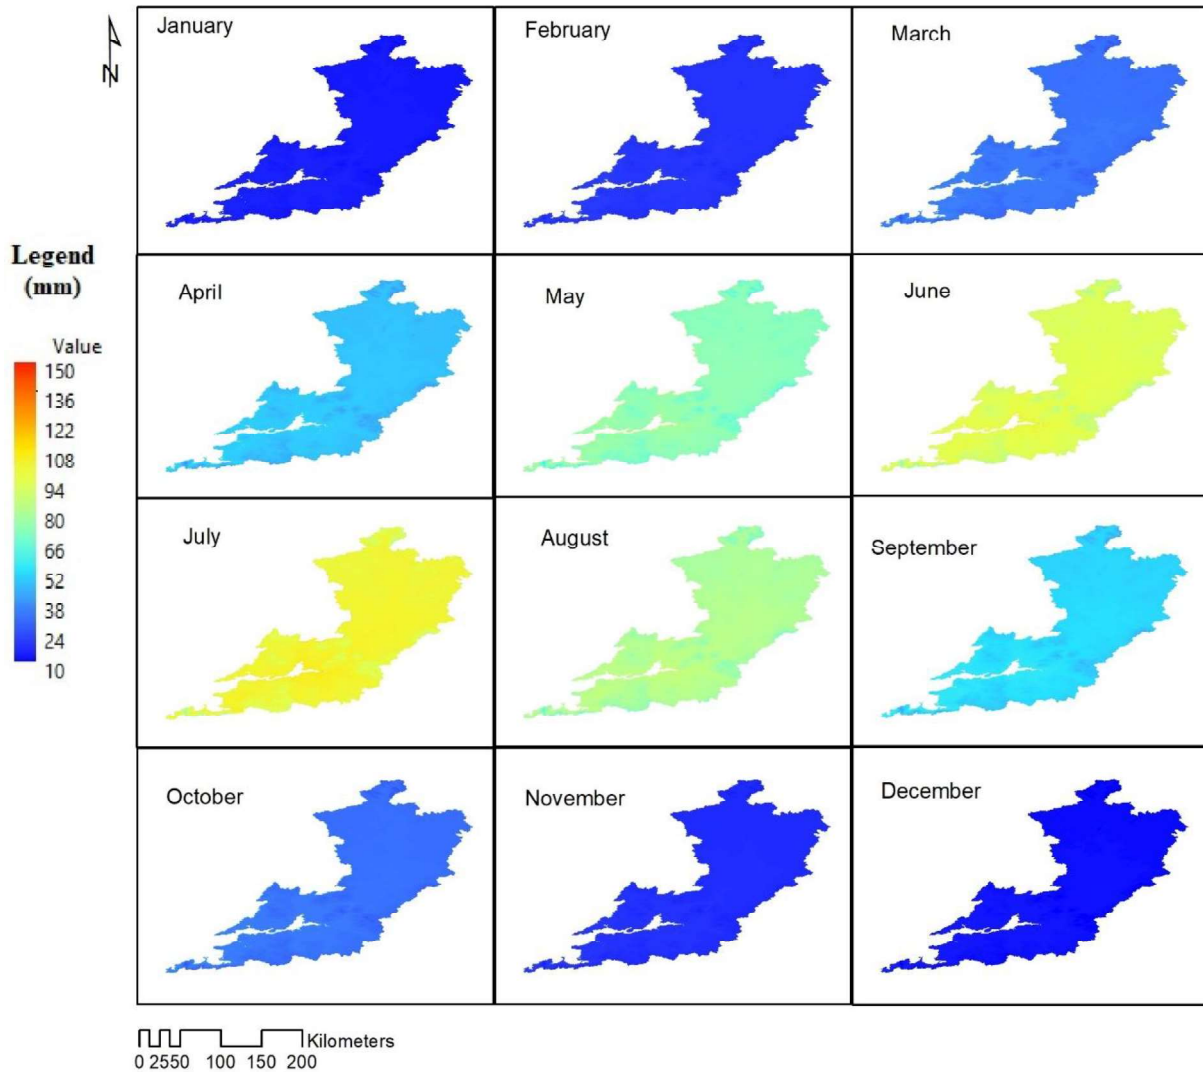 January
February
March
N
Legend
(mm)
April
May
June
Value
150
136
122
108
94
80
66
52
38
24
10
July
August
September
October
November
December
Kilometers
0 2550 100 150 200